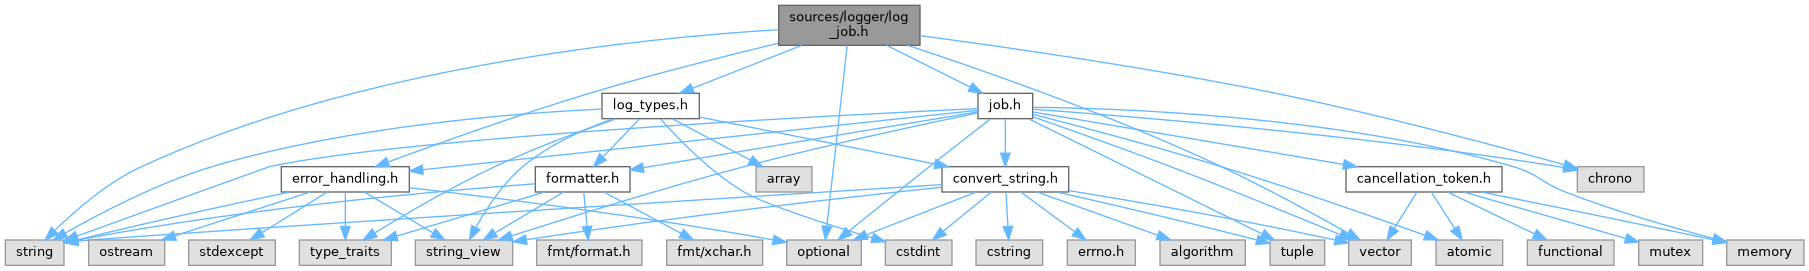 sources/logger/log
_job.h
log_types.h
job.h
error_handling.h
formatter.h
array
convert_string.h
cancellation_token.h
chrono
string
ostream
stdexcept
type_traits
string_view
fmt/format.h
fmt/xchar.h
optional
cstdint
cstring
errno.h
algorithm
tuple
vector
atomic
functional
mutex
memory